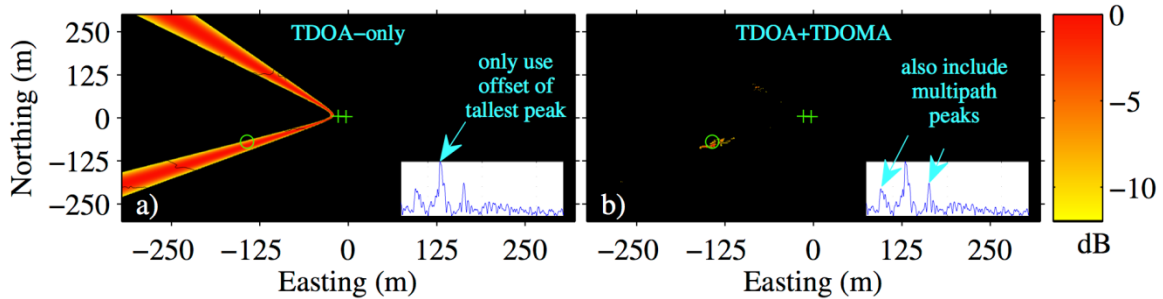 TDOA−only
only use
offset of
tallest peak
a)
Northing (m)
250
125
0
−125
−250
−250
−125
0
125
250
Easting (m)
TDOA+TDOMA
also include
multipath
peaks
b)
−250
−125
0
125
250
Easting (m)
0
−5
−10
dB